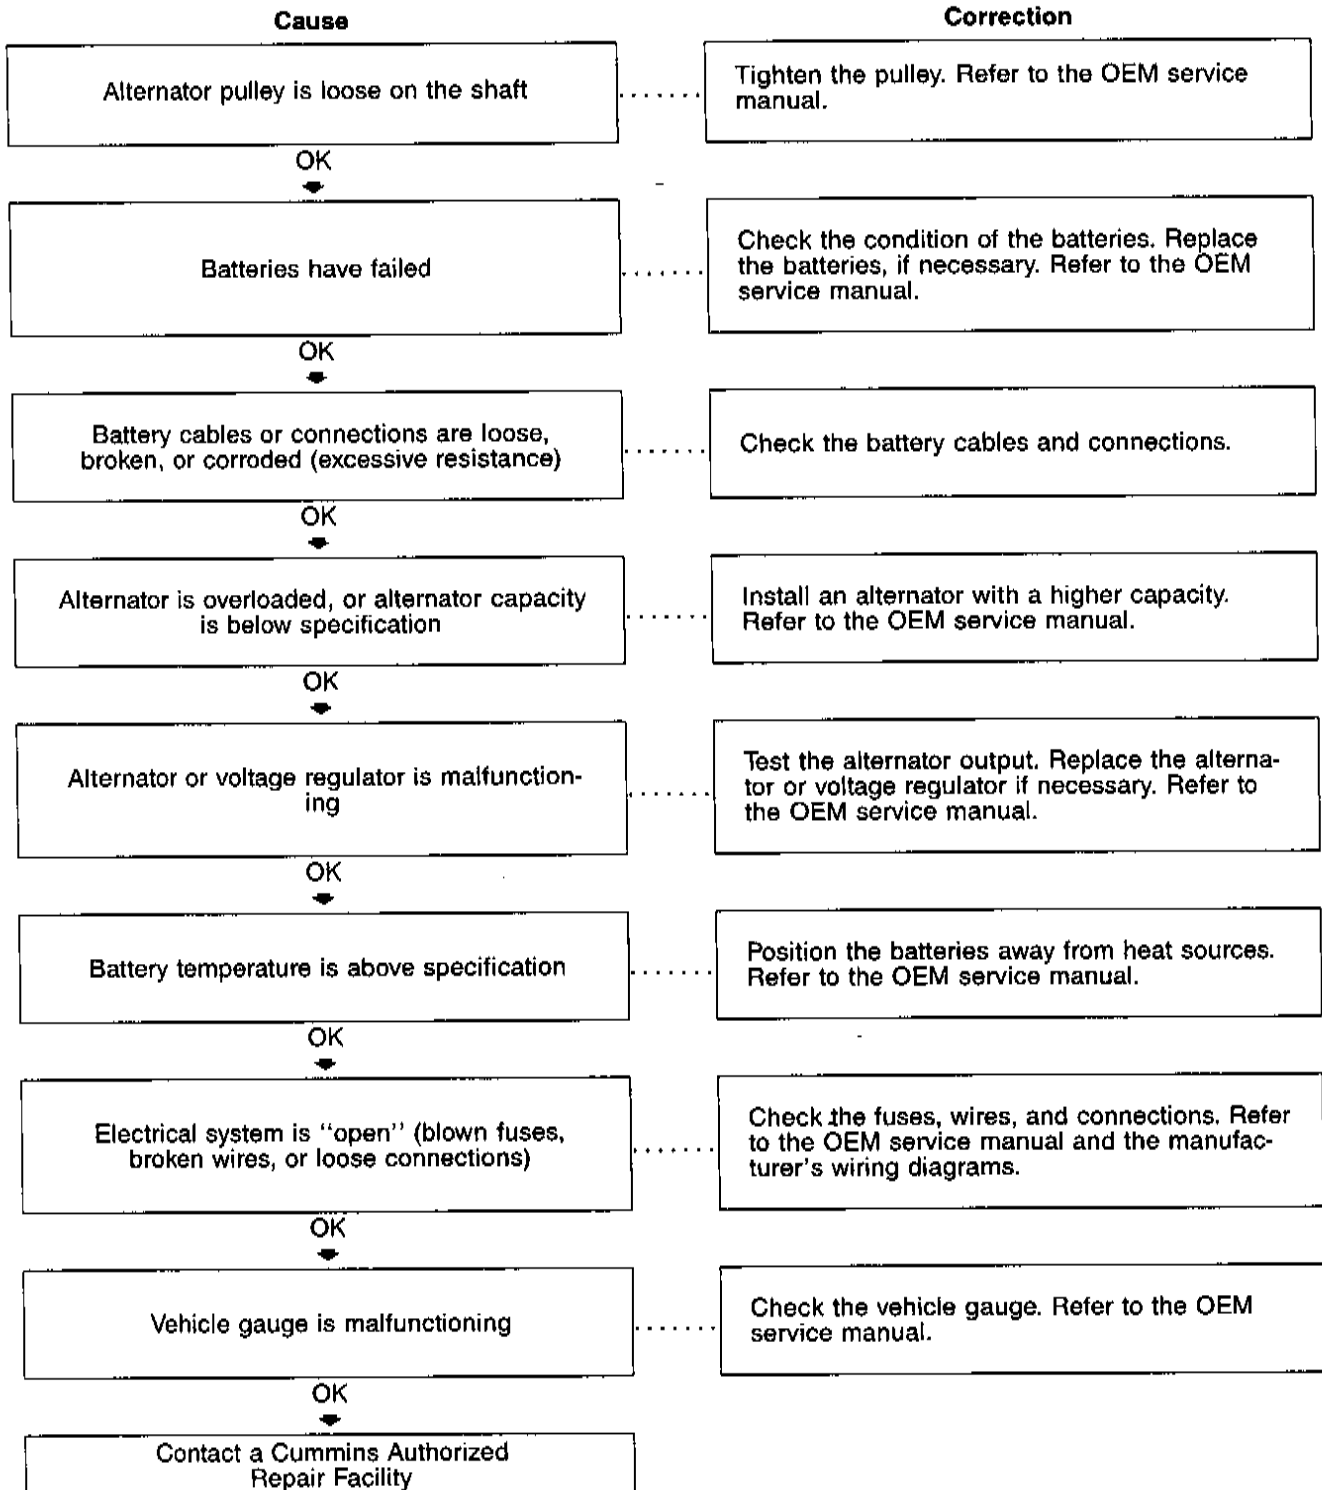 Cause
Correction
Alternator pulley is loose on the shaft
Tighten the pulley. Refer to the OEM service
manual.
OK
Batteries have failed
Check the condition of the batteries. Replace
the batteries, if necessary. Refer to the OEM
service manual.
OK
Battery cables or connections are loose,
broken, or corroded (excessive resistance)
Check the battery cables and connections.
OK
Alternator is overloaded, or alternator capacity
is below specification
Install an alternator with a higher capacity.
Refer to the OEM service manual.
OK
Alternator or voltage regulator is malfunction-
ing
Test the alternator output. Replace the alterna-
tor or voltage regulator if necessary. Refer to
the OEM service manual.
OK
Battery temperature is above specification
Position the batteries away from heat sources.
Refer to the OEM service manual.
OK
Electrical system is "open" (blown fuses,
broken wires, or loose connections)
Check the fuses, wires, and connections. Refer
to the OEM service manual and the manufac-
turer's wiring diagrams.
OK
Vehicle gauge is malfunctioning
Check the vehicle gauge. Refer to the OEM
service manual.
OK
Contact a Cummins Authorized
Repair Facility